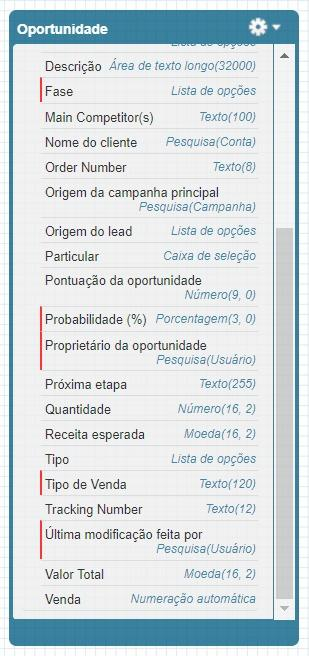 Oportunidade
Lista de opções
Descrição Área de texto longo(32000)
Fase Lista de opções
Main Competitor(s) Texto(100)
Nome do cliente Pesquisa(Conta)
Order Number Texto(8)
Origem da campanha principal
Pesquisa(Campanha)
Origem do lead Lista de opções
Particular Caixa de seleção
Pontuação da oportunidade
Número(9, 0)
Probabilidade (%) Porcentagem(3, 0)
Proprietário da oportunidade
Pesquisa(Usuário)
Próxima etapa Texto(255)
Quantidade Número(16, 2)
Receita esperada Moeda(16, 2)
Tipo Lista de opções
Tipo de Venda Texto(120)
Tracking Number Texto(12)
Última modificação feita por
Pesquisa(Usuário)
Valor Total Moeda(16, 2)
Venda Numeração automática